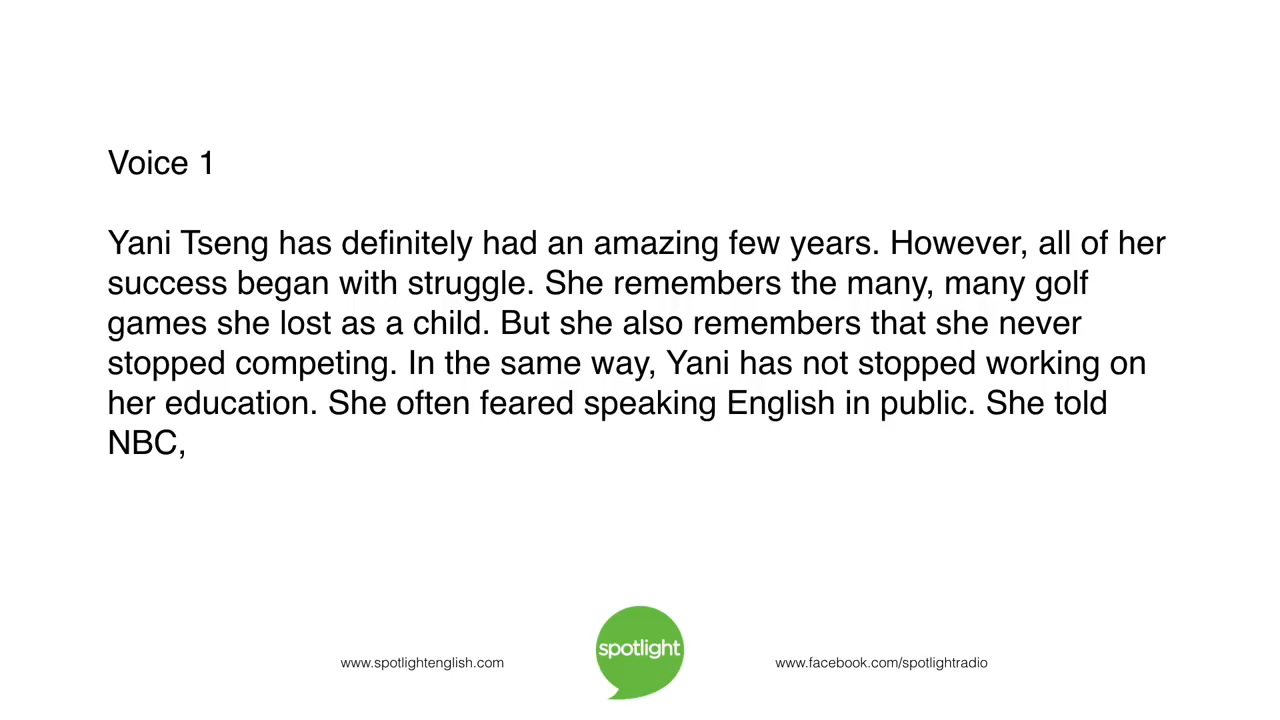 Voice 1
Yani Tseng has definitely had an amazing few years. However, all of her
success began with struggle. She remembers the many, many golf
games she lost as a child. But she also remembers that she never
stopped competing. In the same way, Yani has not stopped working on
her education. She often feared speaking English in public. She told
NBC,
www.spotlightenglish.com
spotlight
www.facebook.com/spotlightradio